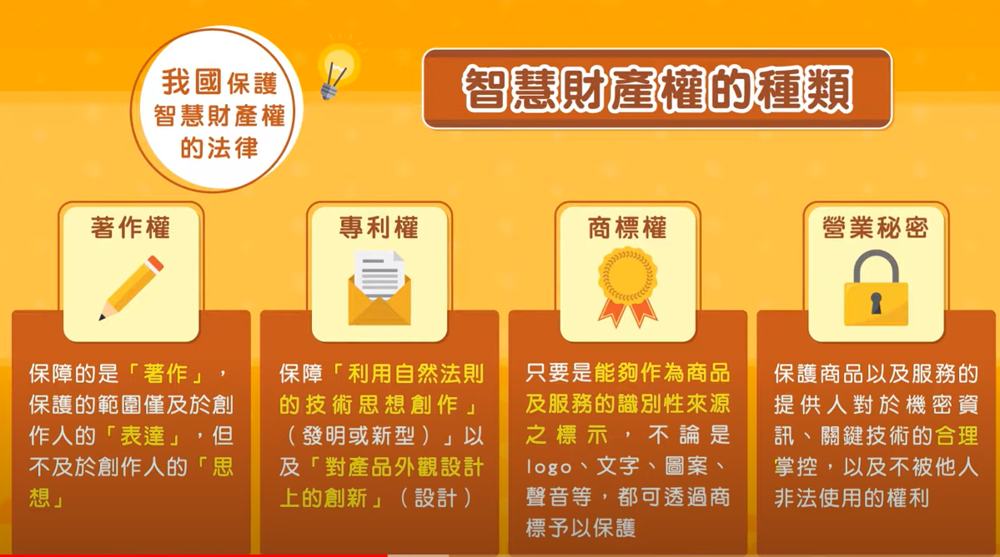 我國保護
智慧財產權
的法律
智慧財產權的種類
著作權
保障的是「著作」，
保護的範圍僅及於創
作人的「表達」，但
不及於創作人的「思
想」
專利權
保障「利用自然法則
的技術思想創作」
（發明或新型）」以
及「對產品外觀設計
上的創新」（設計）
商標權
只要是能夠作為商品
及服務的識別性來源
之標示，不論是
logo、文字、圖案、
聲音等，都可透過商
標予以保護
營業秘密
保護商品以及服務的
提供人對於機密資
訊、關鍵技術的合理
掌控，以及不被他人
非法使用的權利